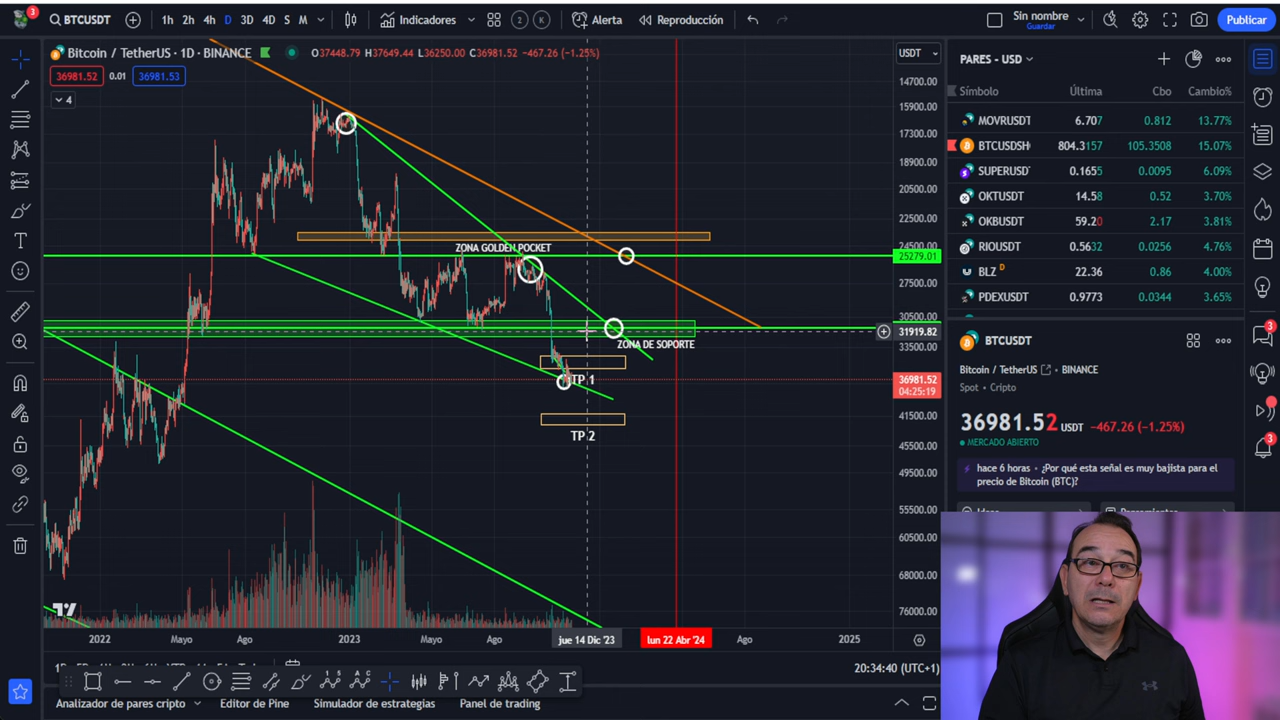 3
BTCUSDT
1h 2h 4h D 3D 4D S M
Indicadores
2 K
Alerta
Reproducción
Sin nombre
Guardar
Publicar
Bitcoin / TetherUS · 1D · BINANCE
O37448.79 H37649.44 L36250.00 C36981.52 −467.26 (−1.25%)
USDT
36981.52 0.01 36981.53
4
14700.00
15900.00
17300.00
18900.00
20500.00
22500.00
24500.00
25279.01
27500.00
30500.00
31919.82
33500.00
36981.52
04:25:19
41500.00
45500.00
49500.00
55500.00
60500.00
68000.00
76000.00
ZONA GOLDEN POCKET
ZONA DE SOPORTE
TP 1
TP 2
2022 Mayo Ago 2023 Mayo Ago jue 14 Dic '23 lun 22 Abr '24 Ago 2025
20:34:40 (UTC+1)
Analizador de pares cripto
Editor de Pine
Simulador de estrategias
Panel de trading
PARES - USD
Símbolo Última Cbo Cambio%
MOVRUSDT 6.707 0.812 13.77%
BTCUSDSH 804.3157 105.3508 15.07%
SUPERUSD 0.1655 0.0095 6.09%
OKTUSDT 14.58 0.52 3.70%
OKBUSDT 59.20 2.17 3.81%
RIOUSDT 0.5632 0.0256 4.76%
BLZ D 22.36 0.86 4.00%
PDEXUSDT 0.9773 0.0344 3.65%
BTCUSDT
Bitcoin / TetherUS · BINANCE
Spot · Cripto
36981.52 USDT −467.26 (−1.25%)
MERCADO ABIERTO
hace 6 horas · ¿Por qué esta señal es muy bajista para el
precio de Bitcoin (BTC)?
3
3